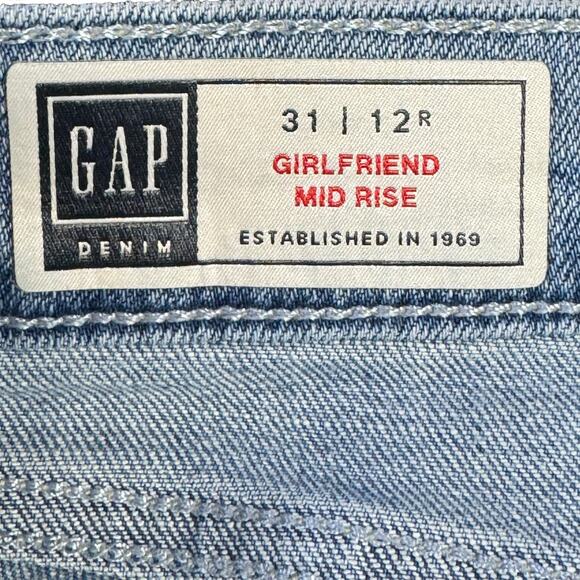 GAP
DENIM
31 | 12R
GIRLFRIEND
MID RISE
ESTABLISHED IN 1969